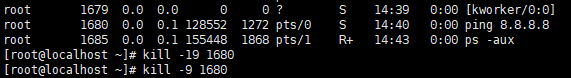 root 1679 0.0 0.0 0 0 ? S 14:39 0:00 [kworker/0:0]
root 1680 0.0 0.1 128552 1272 pts/0 S 14:40 0:00 ping 8.8.8.8
root 1685 0.0 0.1 155448 1868 pts/1 R+ 14:43 0:00 ps -aux
[root@localhost ~]# kill -19 1680
[root@localhost ~]# kill -9 1680